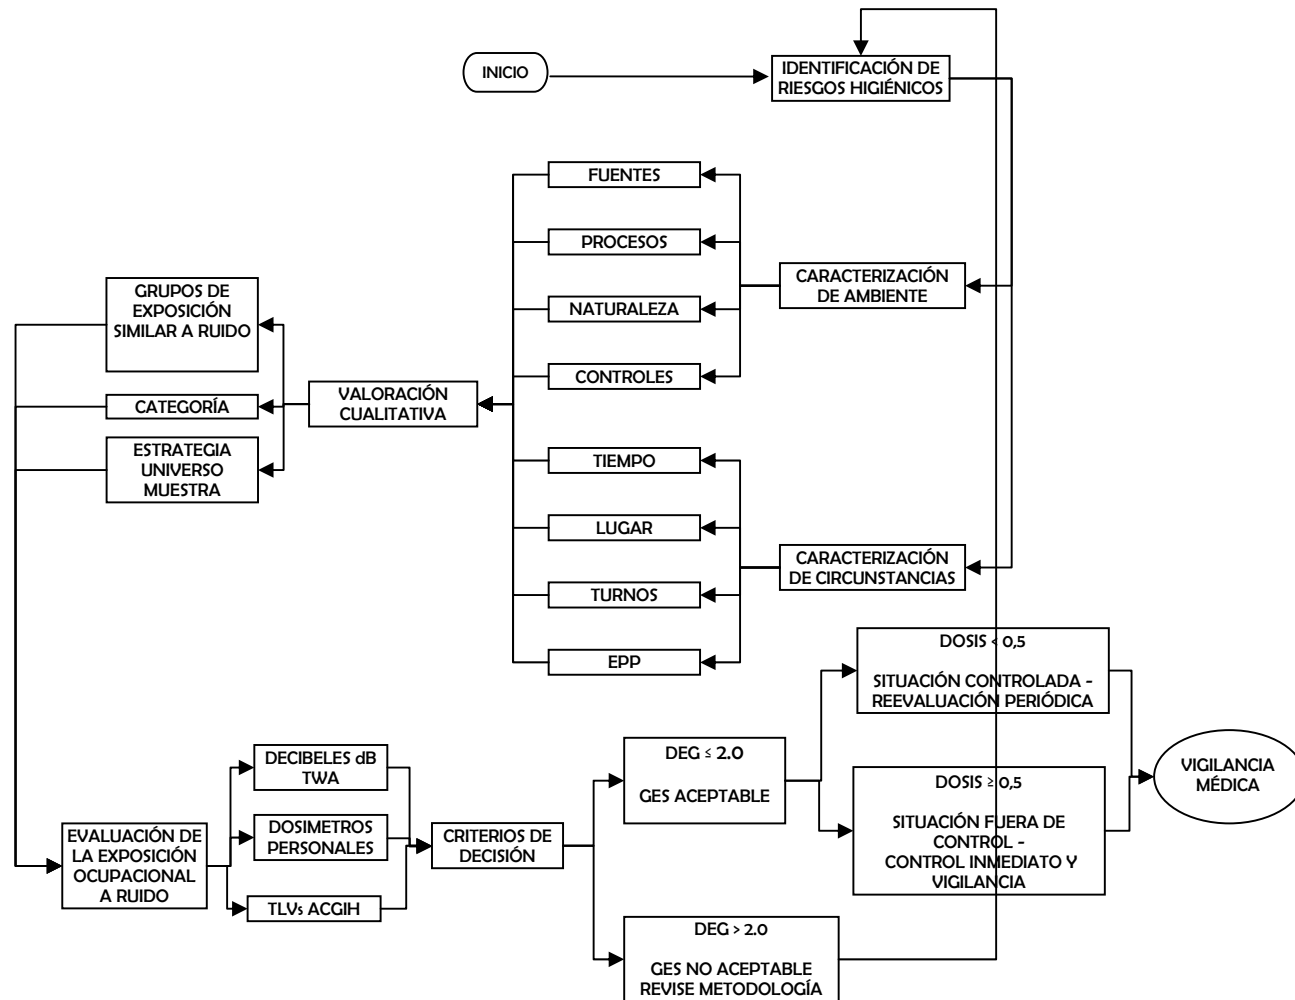 INICIO
IDENTIFICACIÓN DE
RIESGOS HIGIÉNICOS
FUENTES
PROCESOS
NATURALEZA
CONTROLES
CARACTERIZACIÓN
DE AMBIENTE
GRUPOS DE
EXPOSICIÓN
SIMILAR A RUIDO
CATEGORÍA
ESTRATEGIA
UNIVERSO
MUESTRA
VALORACIÓN
CUALITATIVA
TIEMPO
LUGAR
TURNOS
EPP
CARACTERIZACIÓN
DE CIRCUNSTANCIAS
EVALUACIÓN DE
LA EXPOSICIÓN
OCUPACIONAL
A RUIDO
DECIBELES dB
TWA
DOSIMETROS
PERSONALES
TLVs ACGIH
CRITERIOS DE
DECISIÓN
DEG ≤ 2.0
GES ACEPTABLE
DEG > 2.0
GES NO ACEPTABLE
REVISE METODOLOGÍA
DOSIS < 0,5
SITUACIÓN CONTROLADA -
REEVALUACIÓN PERIÓDICA
DOSIS ≥ 0,5
SITUACIÓN FUERA DE
CONTROL -
CONTROL INMEDIATO Y
VIGILANCIA
VIGILANCIA
MÉDICA